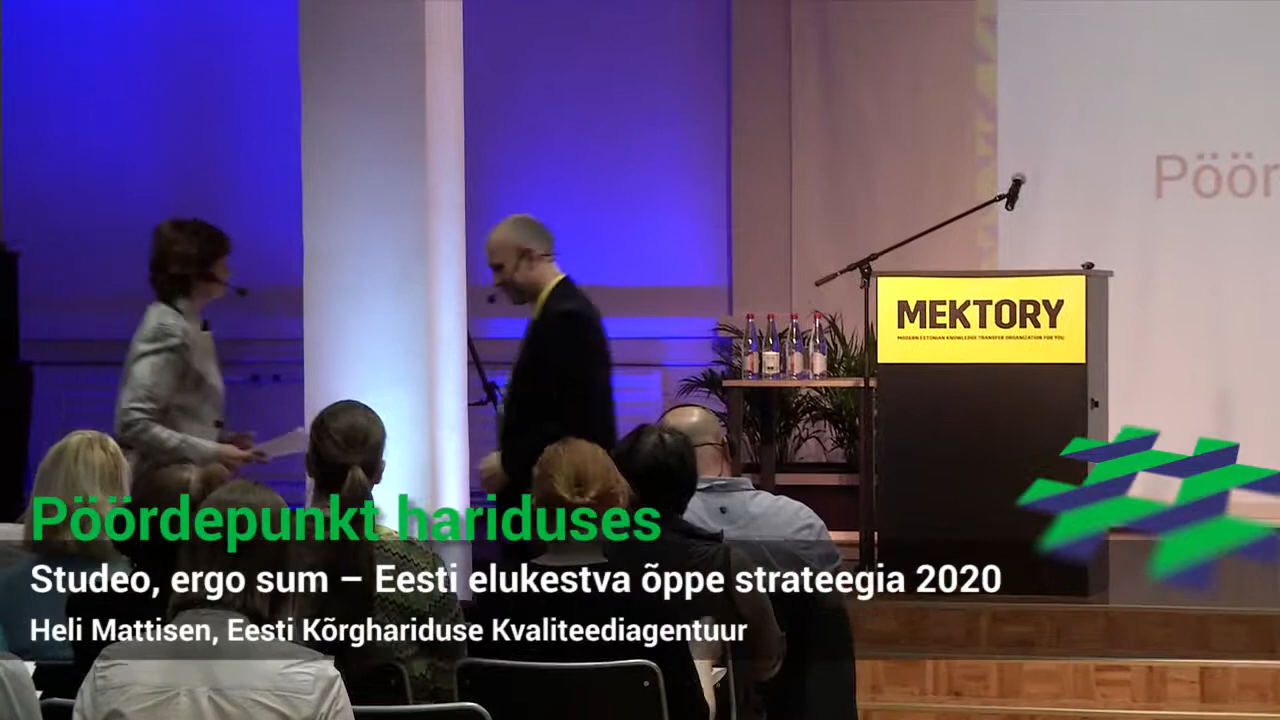 Pöör
MEKTORY
MODERN ESTONIAN KNOWLEDGE TRANSFER ORGANIZATION FOR YOU
Pöördepunkt hariduses
Studeo, ergo sum – Eesti elukestva õppe strateegia 2020
Heli Mattisen, Eesti Kõrghariduse Kvaliteediagentuur